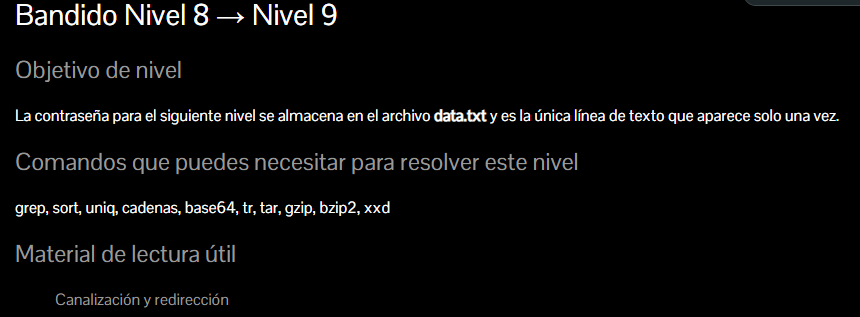 Bandido Nivel 8 → Nivel 9
Objetivo de nivel
La contraseña para el siguiente nivel se almacena en el archivo data.txt y es la única línea de texto que aparece solo una vez.
Comandos que puedes necesitar para resolver este nivel
grep, sort, uniq, cadenas, base64, tr, tar, gzip, bzip2, xxd
Material de lectura útil
Canalización y redirección